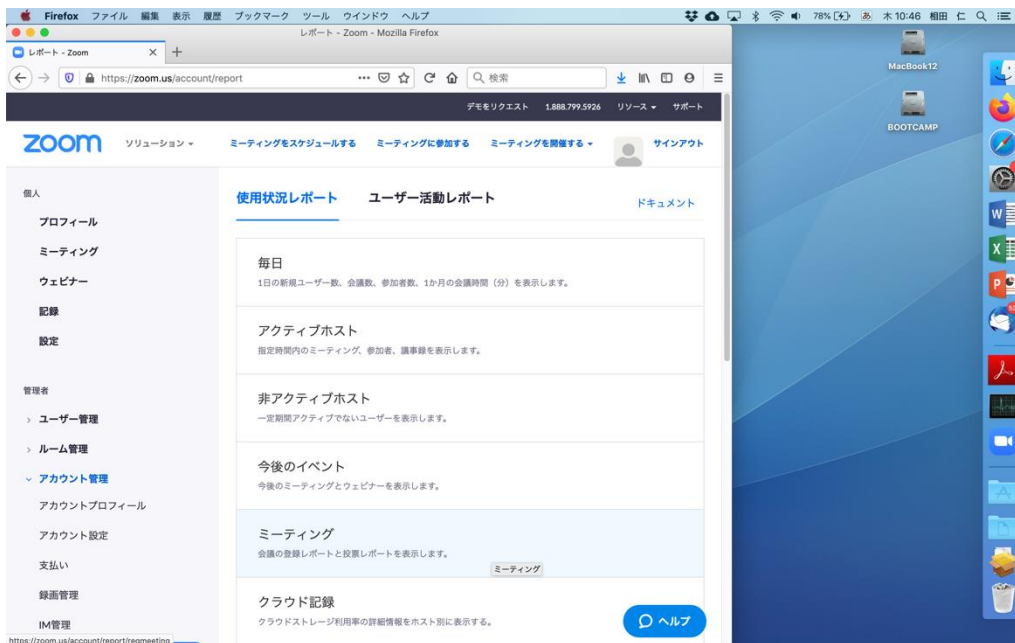 Firefox ファイル 編集 表示 履歴 ブックマーク ツール ウインドウ ヘルプ 78% 木 10:46 相田 仁
レポート - Zoom - Mozilla Firefox
レポート - Zoom
https://zoom.us/account/report 検索
デモをリクエスト 1.888.799.5926 リソース サポート
zoom ソリューション ミーティングをスケジュールする ミーティングに参加する ミーティングを開催する サインアウト
個人
プロフィール
ミーティング
ウェビナー
記録
設定
管理者
ユーザー管理
ルーム管理
アカウント管理
アカウントプロフィール
アカウント設定
支払い
録画管理
IM管理
https://zoom.us/account/report/regmeeting
使用状況レポート ユーザー活動レポート ドキュメント
毎日
1日の新規ユーザー数、会議数、参加者数、1か月の会議時間（分）を表示します。
アクティブホスト
指定時間内のミーティング、参加者、議事録を表示します。
非アクティブホスト
一定期間アクティブでないユーザーを表示します。
今後のイベント
今後のミーティングとウェビナーを表示します。
ミーティング
会議の登録レポートと投票レポートを表示します。
ミーティング
クラウド記録
クラウドストレージ利用率の詳細情報をホスト別に表示する。
ヘルプ
MacBook12
BOOTCAMP